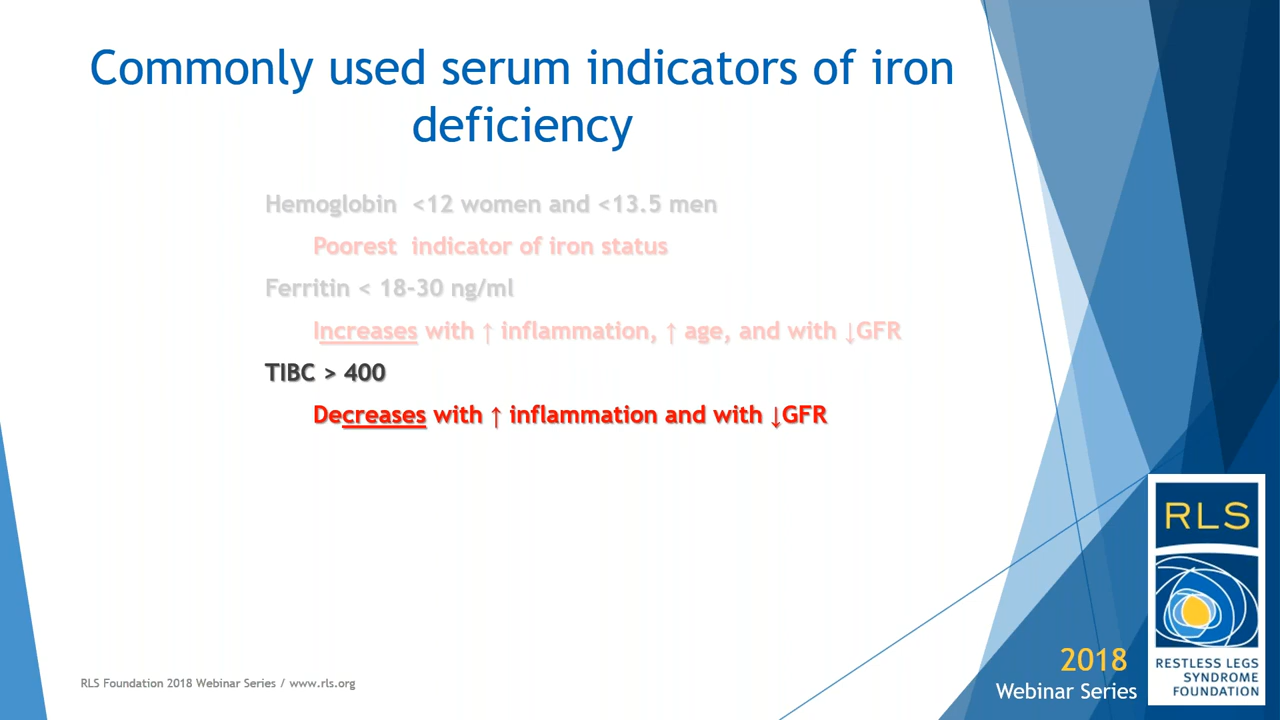 Commonly used serum indicators of iron
deficiency
Hemoglobin <12 women and <13.5 men
Poorest indicator of iron status
Ferritin < 18-30 ng/ml
Increases with ↑ inflammation, ↑ age, and with ↓GFR
TIBC > 400
Decreases with ↑ inflammation and with ↓GFR
RLS
RESTLESS LEGS
SYNDROME
FOUNDATION
2018
Webinar Series
RLS Foundation 2018 Webinar Series / www.rls.org